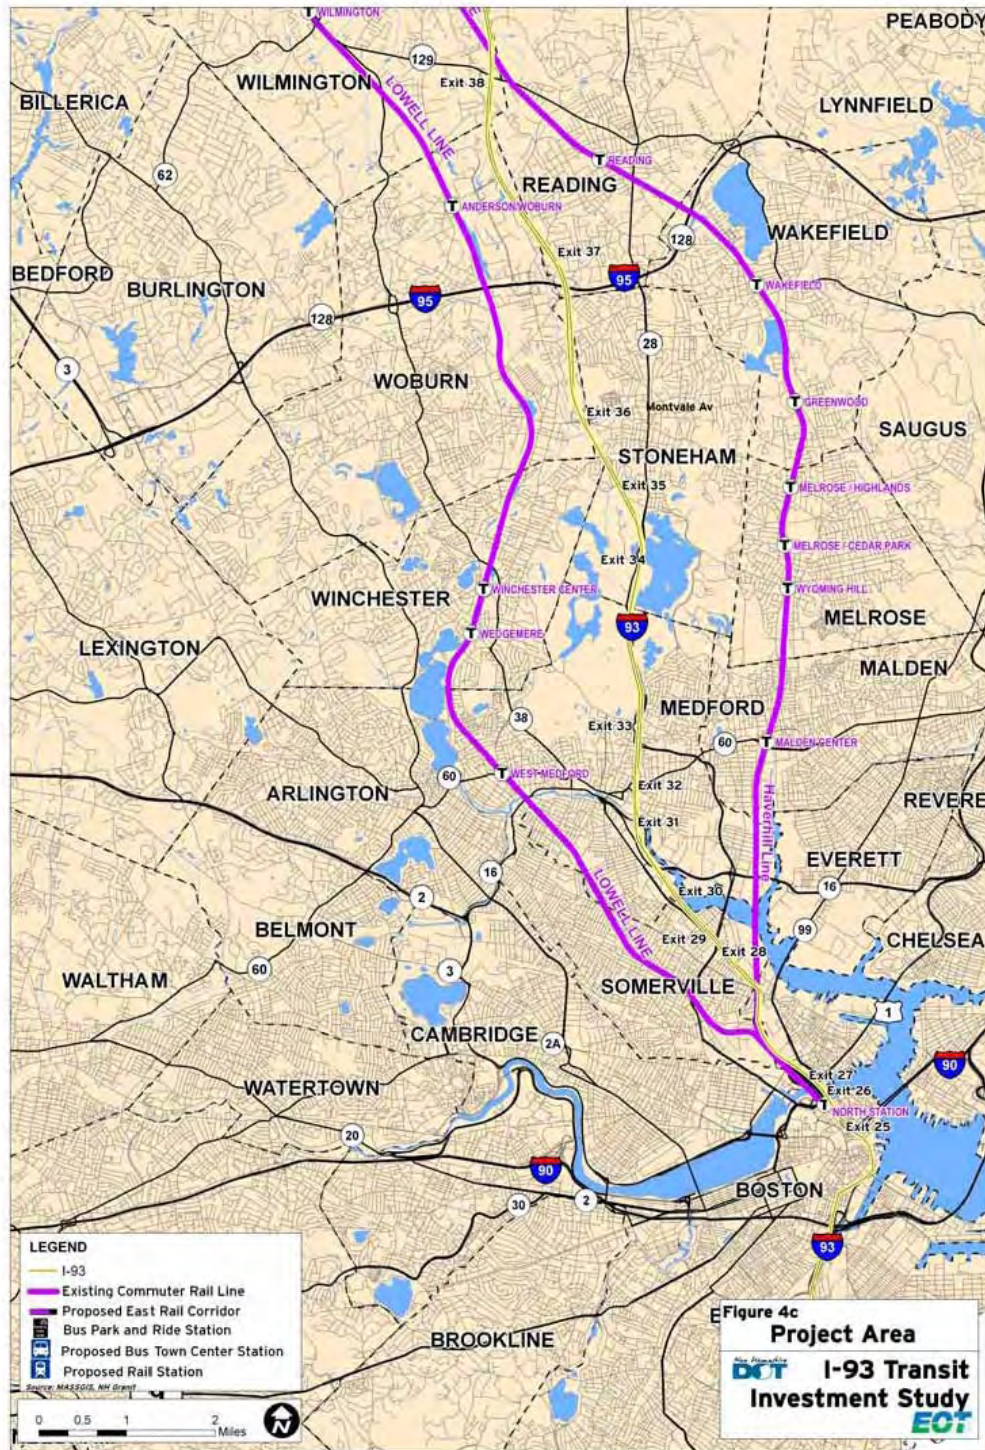 WILMINGTON
PEABODY
129
Exit 38
WILMINGTON
BILLERICA
LOWELL LINE
LYNNFIELD
62
READING
READING
ANDERSON/WOBURN
WAKEFIELD
128
Exit 37
BEDFORD
BURLINGTON
95
95
WAKEFIELD
128
28
3
WOBURN
GREENWOOD
Exit 36
Montvale Av
SAUGUS
STONEHAM
Exit 35
MELROSE / HIGHLANDS
MELROSE / CEDAR PARK
Exit 34
WINCHESTER CENTER
WYOMING HILL
WINCHESTER
MELROSE
93
WEDGEMERE
LEXINGTON
MALDEN
MEDFORD
38
Exit 33
60
MALDEN CENTER
60
WEST MEDFORD
Exit 32
ARLINGTON
REVERE
Haverhill Line
Exit 31
EVERETT
16
16
LOWELL LINE
Exit 30
2
BELMONT
99
Exit 29
CHELSEA
Exit 28
60
3
WALTHAM
SOMERVILLE
1
CAMBRIDGE
2A
90
Exit 27
WATERTOWN
Exit 26
NORTH STATION
Exit 25
20
90
BOSTON
2
30
93
LEGEND
I-93
Existing Commuter Rail Line
Proposed East Rail Corridor
Bus Park and Ride Station
Proposed Bus Town Center Station
Proposed Rail Station
Source: MASSGIS, NH Granit
0 0.5 1 2
Miles
N
BROOKLINE
Figure 4c
Project Area
New Hampshire
DOT
I-93 Transit
Investment Study
EOT